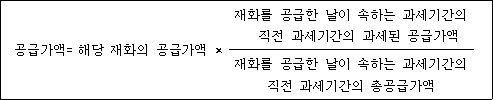 재화를 공급한 날이 속하는 과세기간의
직전 과세기간의 과세된 공급가액
공급가액= 해당 재화의 공급가액 ×
재화를 공급한 날이 속하는 과세기간의
직전 과세기간의 총공급가액